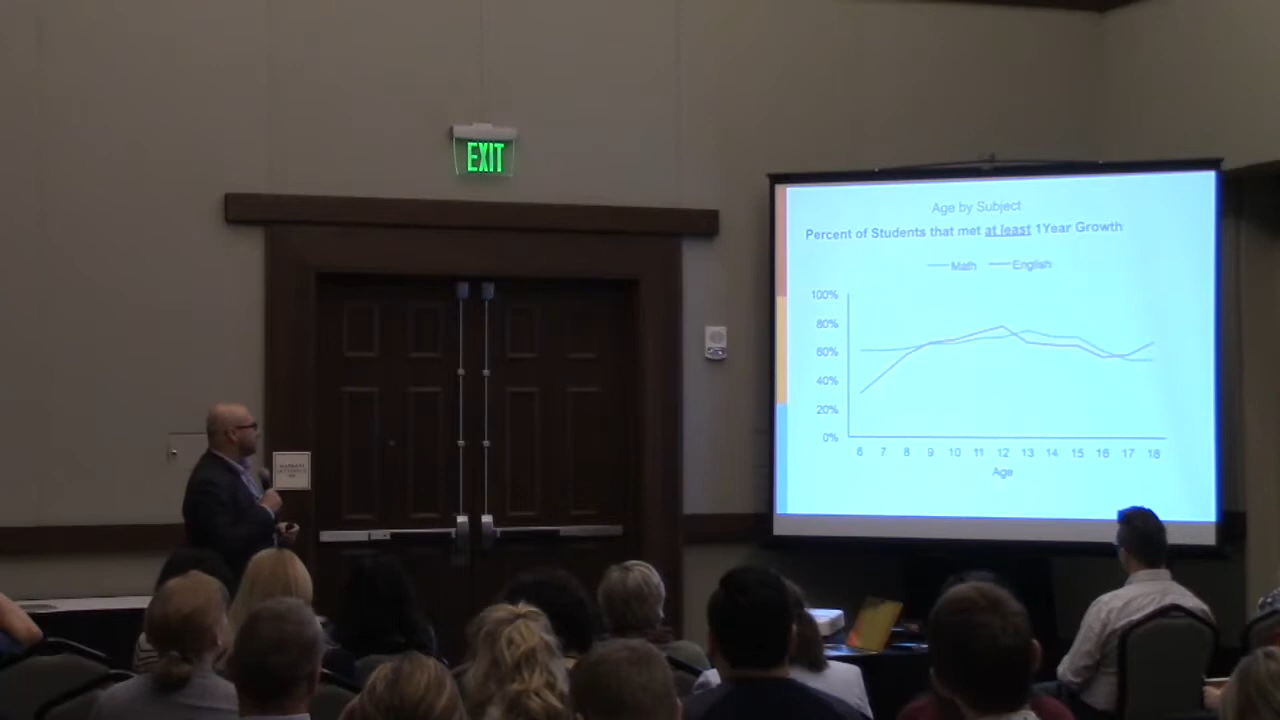 EXIT
Age by Subject
Percent of Students that met at least 1Year Growth
Math English
100%
80%
60%
40%
20%
0%
6 7 8 9 10 11 12 13 14 15 16 17 18
Age